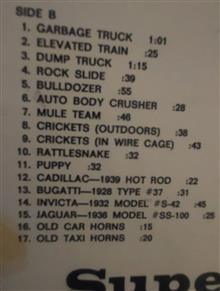 SIDE B
1. GARBAGE TRUCK 1:01
2. ELEVATED TRAIN :25
3. DUMP TRUCK 1:15
4. ROCK SLIDE :39
5. BULLDOZER :55
6. AUTO BODY CRUSHER :28
7. MULE TEAM :46
8. CRICKETS (OUTDOORS) :38
9. CRICKETS (IN WIRE CAGE) :43
10. RATTLESNAKE :32
11. PUPPY :32
12. CADILLAC—1939 HOT ROD :22
13. BUGATTI—1928 TYPE #37 :31
14. INVICTA—1932 MODEL #S-42 :45
15. JAGUAR—1936 MODEL #SS-100 :25
16. OLD CAR HORNS :15
17. OLD TAXI HORNS :20
Supe